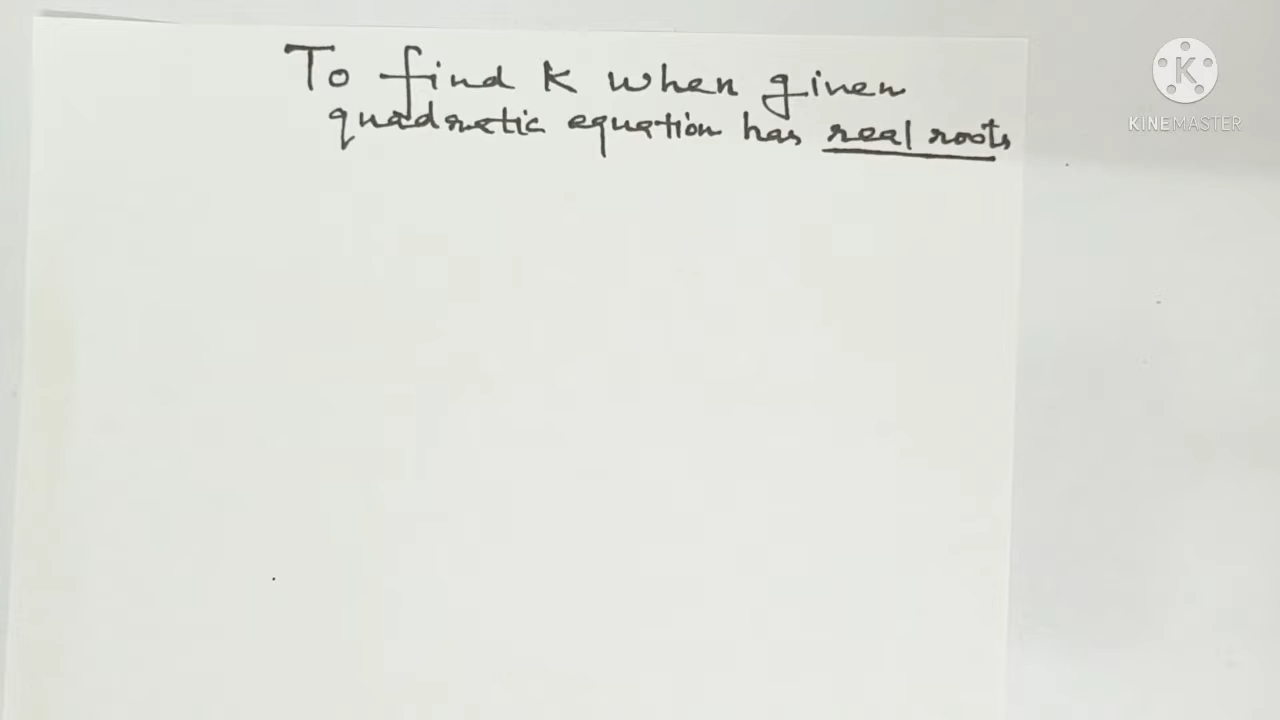 To find K when given
quadratic equation has real roots
K
KINEMASTER